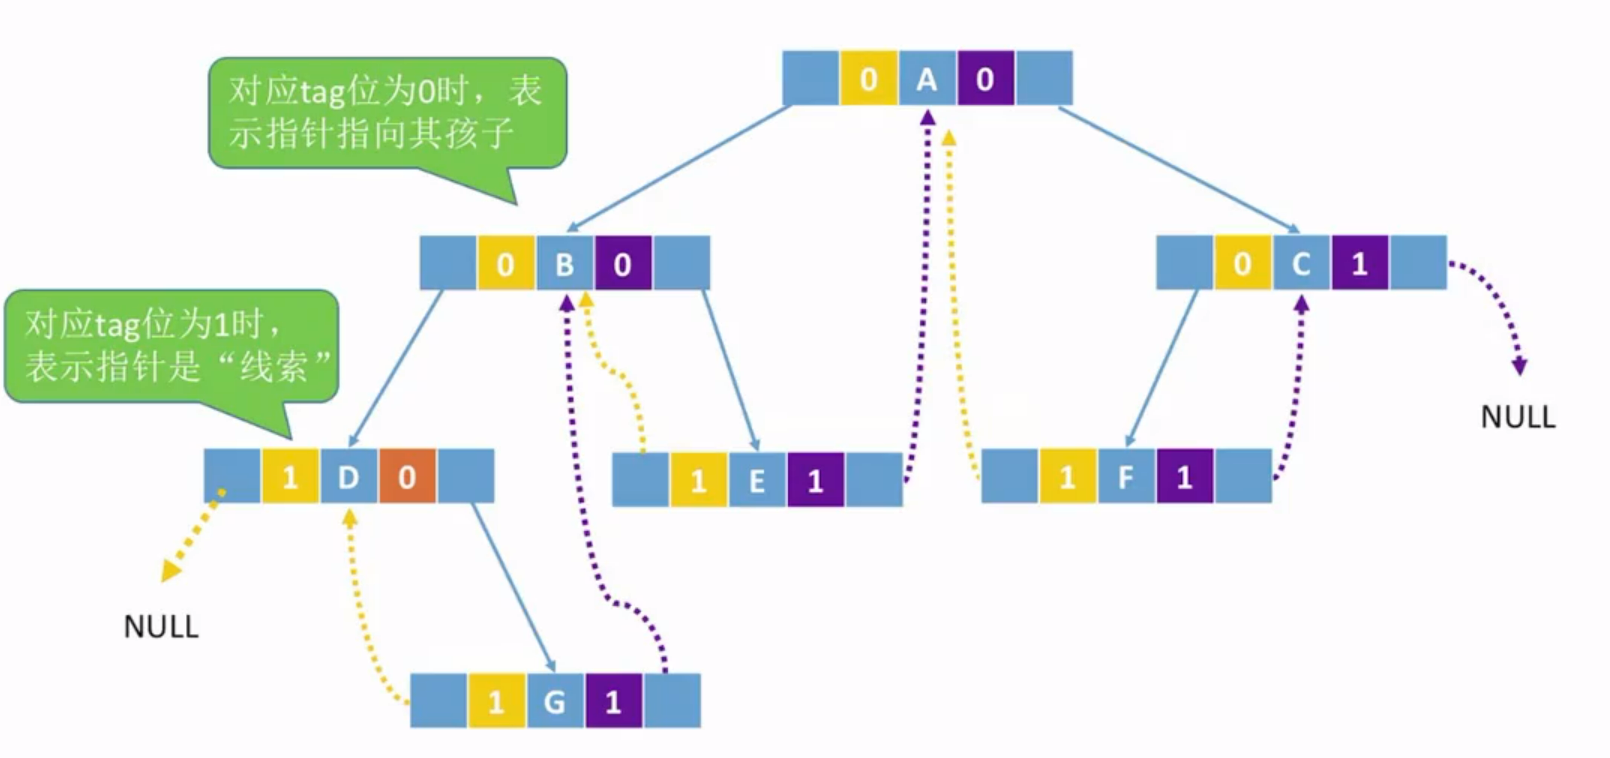 0 A 0
对应tag位为0时，表
示指针指向其孩子
0 B 0
0 C 1
对应tag位为1时，
表示指针是“线索”
NULL
1 D 0
1 E 1
1 F 1
NULL
1 G 1